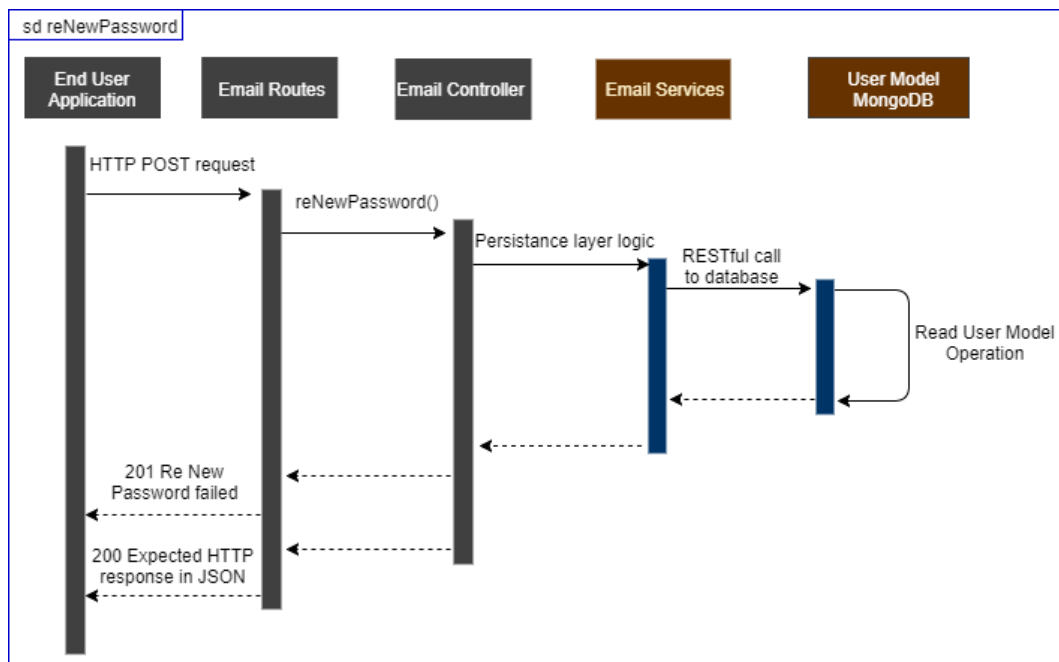 sd reNewPassword
End User
Application
Email Routes
Email Controller
Email Services
User Model
MongoDB
HTTP POST request
reNewPassword()
Persistance layer logic
RESTful call
to database
Read User Model
Operation
201 Re New
Password failed
200 Expected HTTP
response in JSON